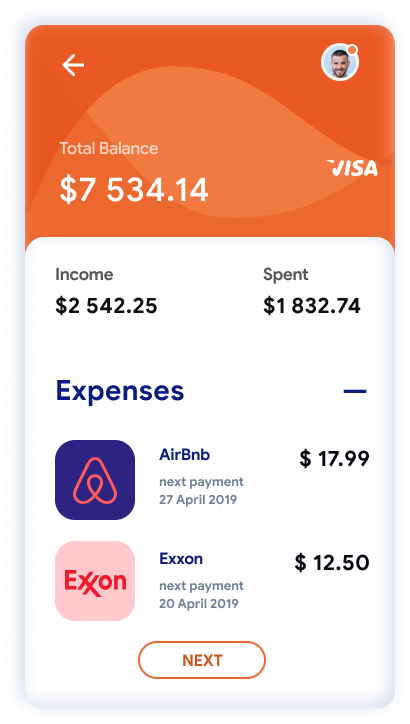 Total Balance
VISA
$7 534.14
Income
Spent
$2 542.25
$1 832.74
Expenses
AirBnb
$ 17.99
next payment
27 April 2019
Exxon
Exxon
$ 12.50
next payment
20 April 2019
NEXT